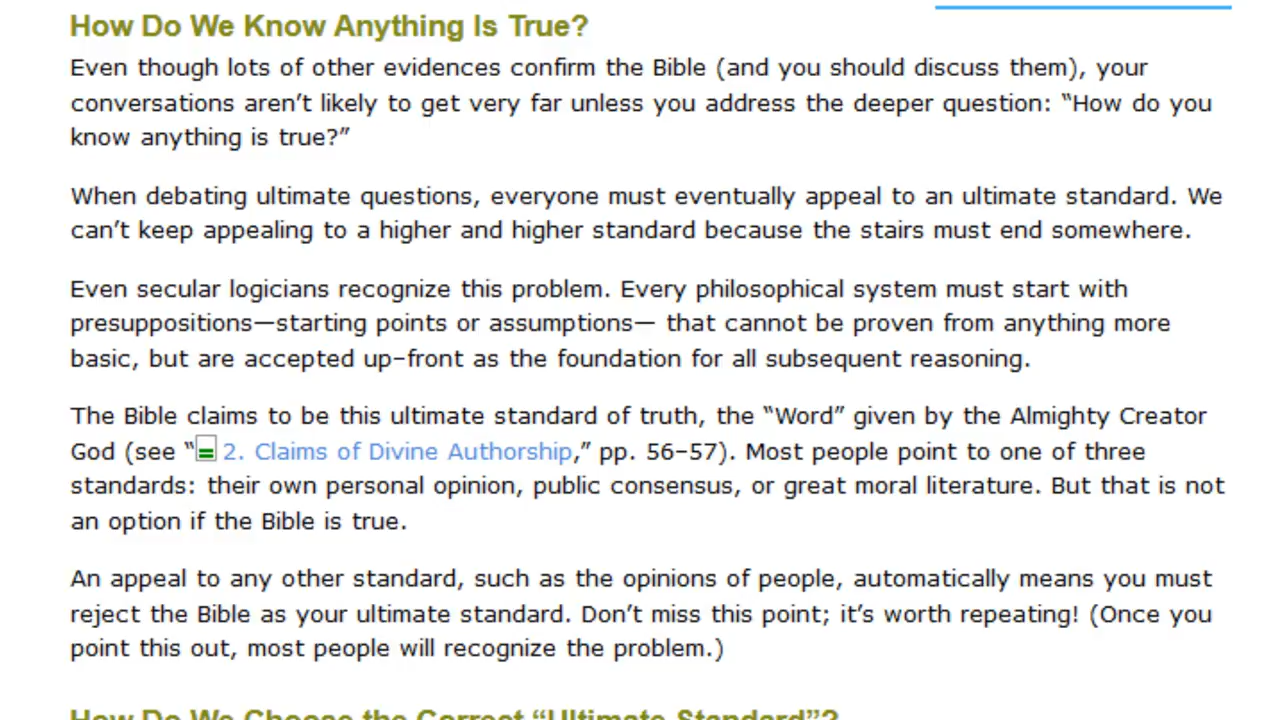 How Do We Know Anything Is True?
Even though lots of other evidences confirm the Bible (and you should discuss them), your
conversations aren’t likely to get very far unless you address the deeper question: “How do you
know anything is true?”
When debating ultimate questions, everyone must eventually appeal to an ultimate standard. We
can’t keep appealing to a higher and higher standard because the stairs must end somewhere.
Even secular logicians recognize this problem. Every philosophical system must start with
presuppositions—starting points or assumptions— that cannot be proven from anything more
basic, but are accepted up–front as the foundation for all subsequent reasoning.
The Bible claims to be this ultimate standard of truth, the “Word” given by the Almighty Creator
God (see “2. Claims of Divine Authorship,” pp. 56–57). Most people point to one of three
standards: their own personal opinion, public consensus, or great moral literature. But that is not
an option if the Bible is true.
An appeal to any other standard, such as the opinions of people, automatically means you must
reject the Bible as your ultimate standard. Don’t miss this point; it’s worth repeating! (Once you
point this out, most people will recognize the problem.)
How Do We Choose the Correct “Ultimate Standard”?